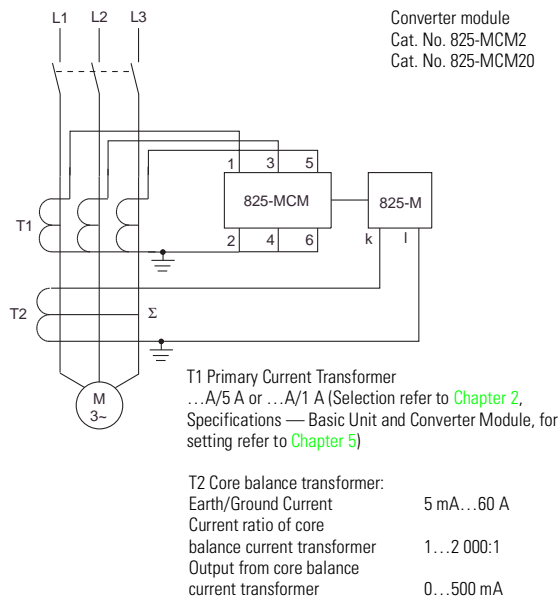 L1 L2 L3
Converter module
Cat. No. 825-MCM2
Cat. No. 825-MCM20
1 3 5
825-MCM
825-M
T1
2 4 6
k l
T2
Σ
M
3~
T1 Primary Current Transformer
…A/5 A or …A/1 A (Selection refer to Chapter 2,
Specifications — Basic Unit and Converter Module, for
setting refer to Chapter 5)
T2 Core balance transformer:
Earth/Ground Current 5 mA…60 A
Current ratio of core
balance current transformer 1…2 000:1
Output from core balance
current transformer 0…500 mA